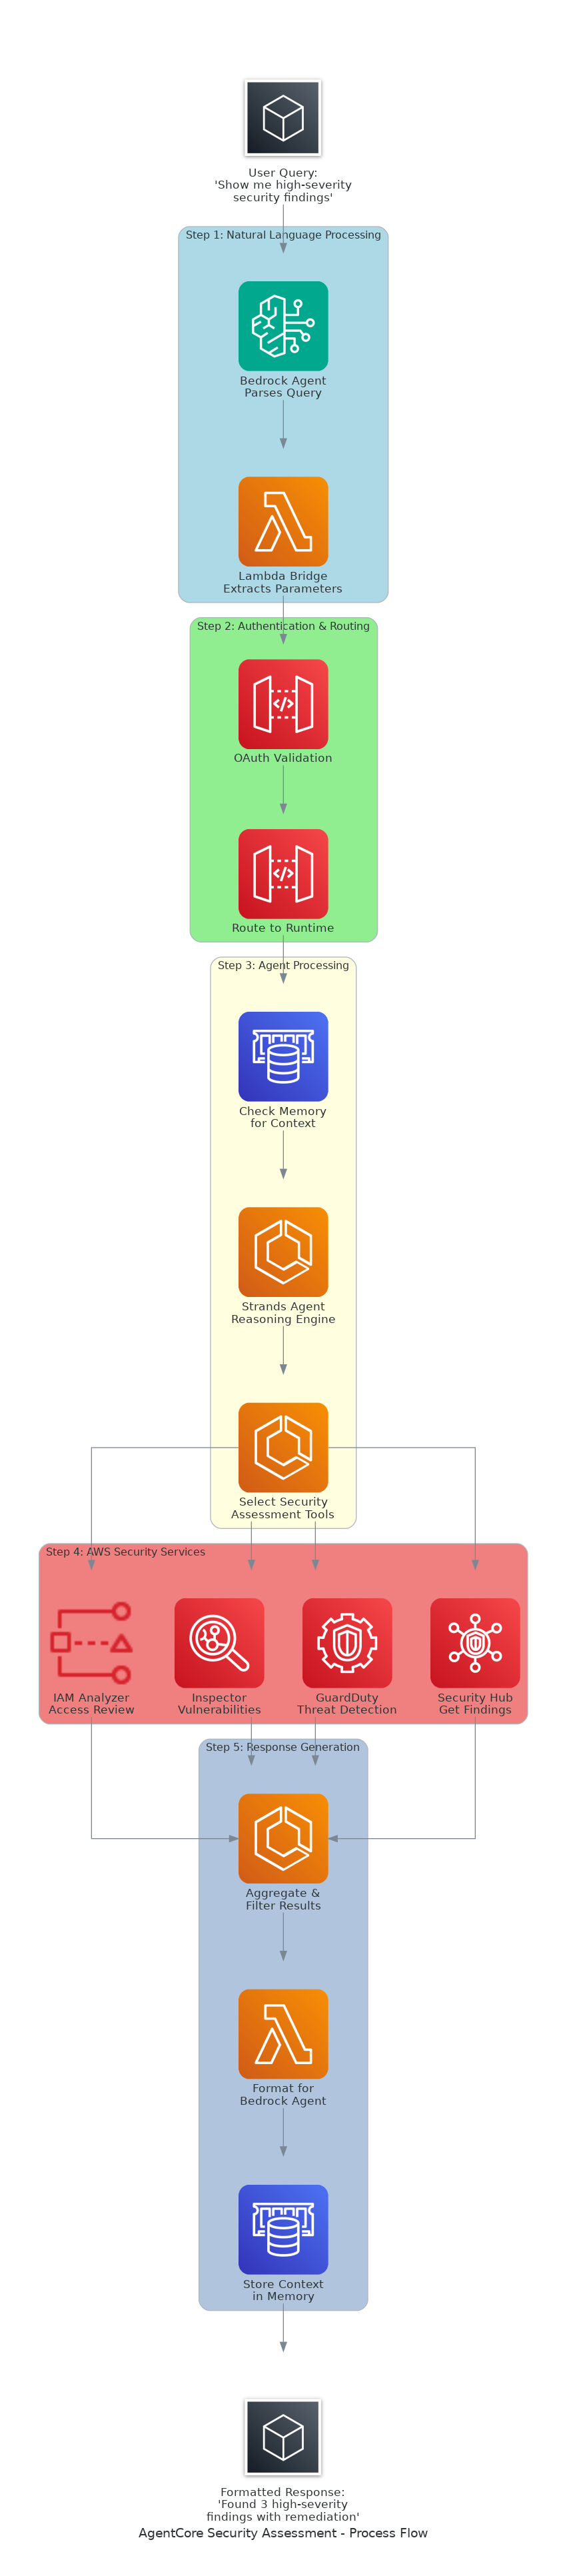 User Query:
'Show me high-severity
security findings'
Step 1: Natural Language Processing
Bedrock Agent
Parses Query
Lambda Bridge
Extracts Parameters
Step 2: Authentication & Routing
OAuth Validation
Route to Runtime
Step 3: Agent Processing
Check Memory
for Context
Strands Agent
Reasoning Engine
Select Security
Assessment Tools
Step 4: AWS Security Services
IAM Analyzer
Access Review
Inspector
Vulnerabilities
GuardDuty
Threat Detection
Security Hub
Get Findings
Step 5: Response Generation
Aggregate &
Filter Results
Format for
Bedrock Agent
Store Context
in Memory
Formatted Response:
'Found 3 high-severity
findings with remediation'
AgentCore Security Assessment - Process Flow